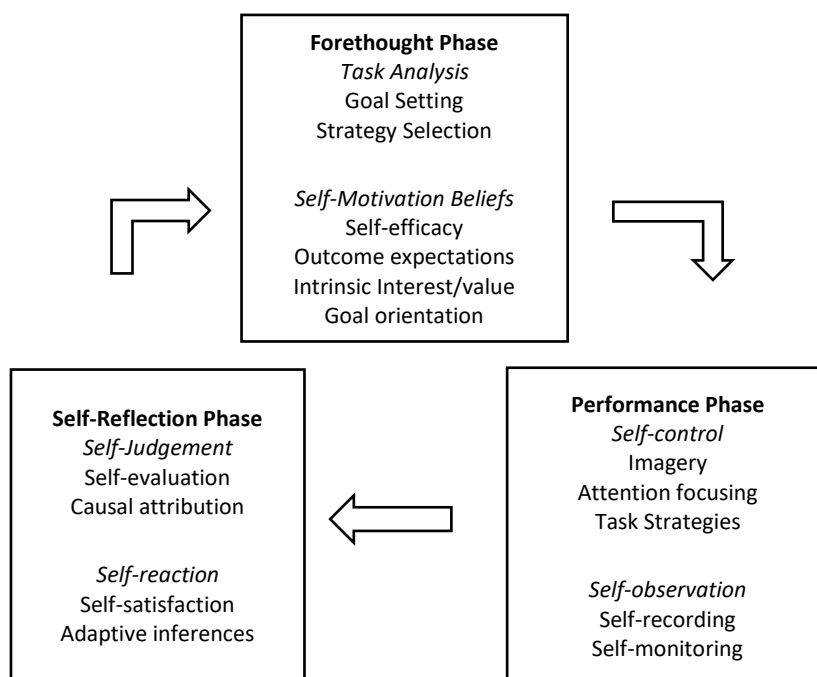 Forethought Phase
Task Analysis
Goal Setting
Strategy Selection
Self-Motivation Beliefs
Self-efficacy
Outcome expectations
Intrinsic Interest/value
Goal orientation
Self-Reflection Phase
Self-Judgement
Self-evaluation
Causal attribution
Self-reaction
Self-satisfaction
Adaptive inferences
Performance Phase
Self-control
Imagery
Attention focusing
Task Strategies
Self-observation
Self-recording
Self-monitoring